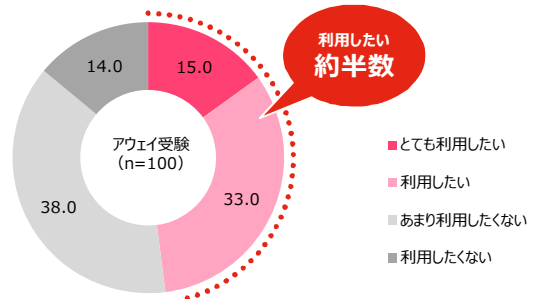 利用したい
約半数
14.0
15.0
アウェイ受験
（n=100）
38.0
33.0
とても利用したい
利用したい
あまり利用したくない
利用したくない